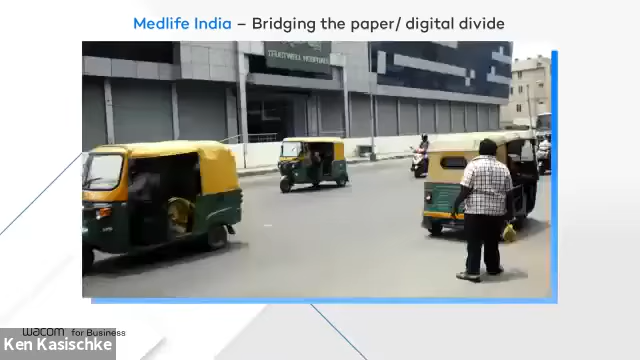 Medlife India – Bridging the paper/ digital divide
wacom for Business
Ken Kasischke